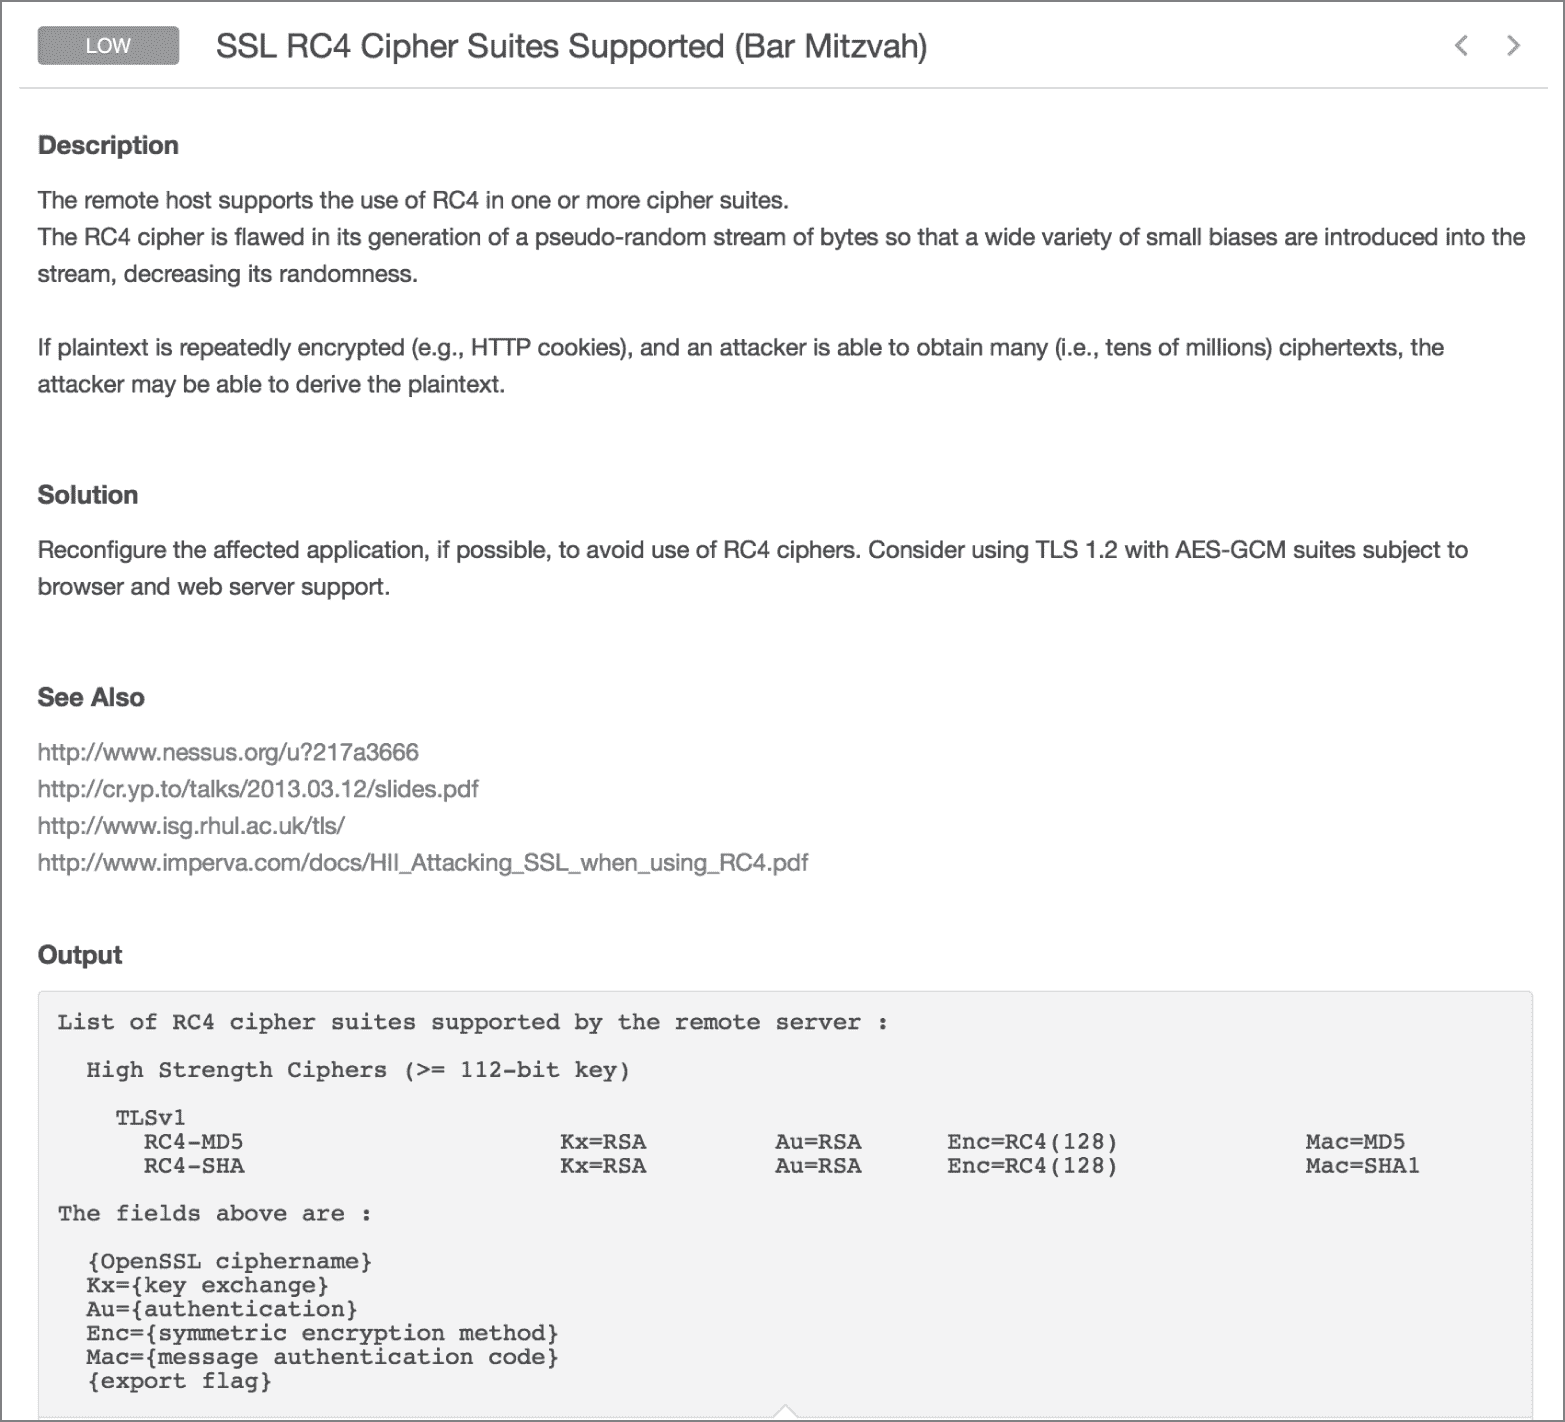 LOW SSL RC4 Cipher Suites Supported (Bar Mitzvah)
Description
The remote host supports the use of RC4 in one or more cipher suites.
The RC4 cipher is flawed in its generation of a pseudo-random stream of bytes so that a wide variety of small biases are introduced into the
stream, decreasing its randomness.
If plaintext is repeatedly encrypted (e.g., HTTP cookies), and an attacker is able to obtain many (i.e., tens of millions) ciphertexts, the
attacker may be able to derive the plaintext.
Solution
Reconfigure the affected application, if possible, to avoid use of RC4 ciphers. Consider using TLS 1.2 with AES-GCM suites subject to
browser and web server support.
See Also
http://www.nessus.org/u?217a3666
http://cr.yp.to/talks/2013.03.12/slides.pdf
http://www.isg.rhul.ac.uk/tls/
http://www.imperva.com/docs/HII_Attacking_SSL_when_using_RC4.pdf
Output
List of RC4 cipher suites supported by the remote server :
High Strength Ciphers (>= 112-bit key)
TLSv1
RC4-MD5 Kx=RSA Au=RSA Enc=RC4(128) Mac=MD5
RC4-SHA Kx=RSA Au=RSA Enc=RC4(128) Mac=SHA1
The fields above are :
{OpenSSL ciphername}
Kx={key exchange}
Au={authentication}
Enc={symmetric encryption method}
Mac={message authentication code}
{export flag}